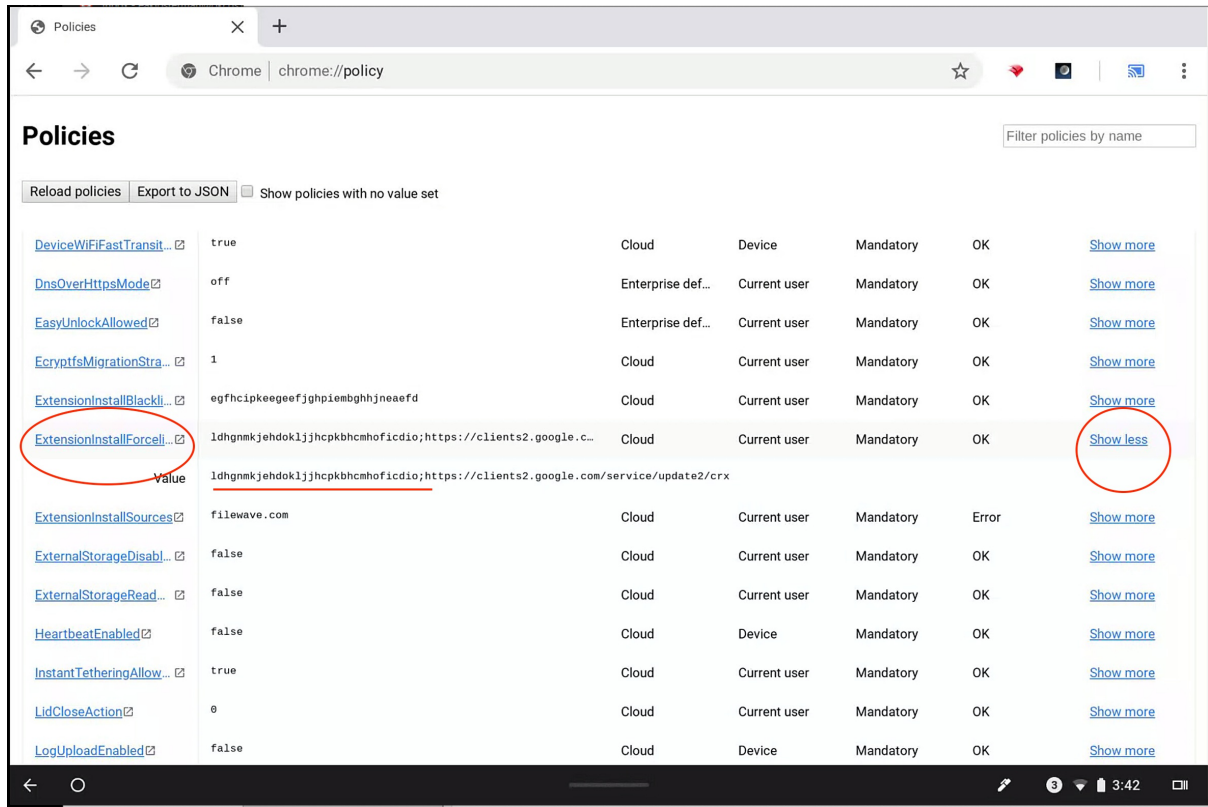 Policies
Chrome | chrome://policy
Policies
Filter policies by name
Reload policies Export to JSON Show policies with no value set
DeviceWiFiFastTransit... true Cloud Device Mandatory OK Show more
DnsOverHttpsMode off Enterprise def... Current user Mandatory OK Show more
EasyUnlockAllowed false Enterprise def... Current user Mandatory OK Show more
EcryptfsMigrationStra... 1 Cloud Current user Mandatory OK Show more
ExtensionInstallBlackli... egfhcipkeegeefjghpiembghhjneaefd Cloud Current user Mandatory OK Show more
ExtensionInstallForceli... ldhgnmkjehdokljjhcpkbhcmhoficdio;https://clients2.google.c... Cloud Current user Mandatory OK Show less
Value ldhgnmkjehdokljjhcpkbhcmhoficdio;https://clients2.google.com/service/update2/crx
ExtensionInstallSources filewave.com Cloud Current user Mandatory Error Show more
ExternalStorageDisabl... false Cloud Current user Mandatory OK Show more
ExternalStorageRead... false Cloud Current user Mandatory OK Show more
HeartbeatEnabled false Cloud Device Mandatory OK Show more
InstantTetheringAllow... true Cloud Current user Mandatory OK Show more
LidCloseAction 0 Cloud Current user Mandatory OK Show more
LogUploadEnabled false Cloud Device Mandatory OK Show more
3 3:42